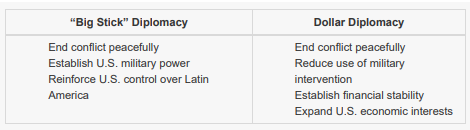 “Big Stick” Diplomacy
Dollar Diplomacy
End conflict peacefully
Establish U.S. military power
Reinforce U.S. control over Latin
America
End conflict peacefully
Reduce use of military
intervention
Establish financial stability
Expand U.S. economic interests